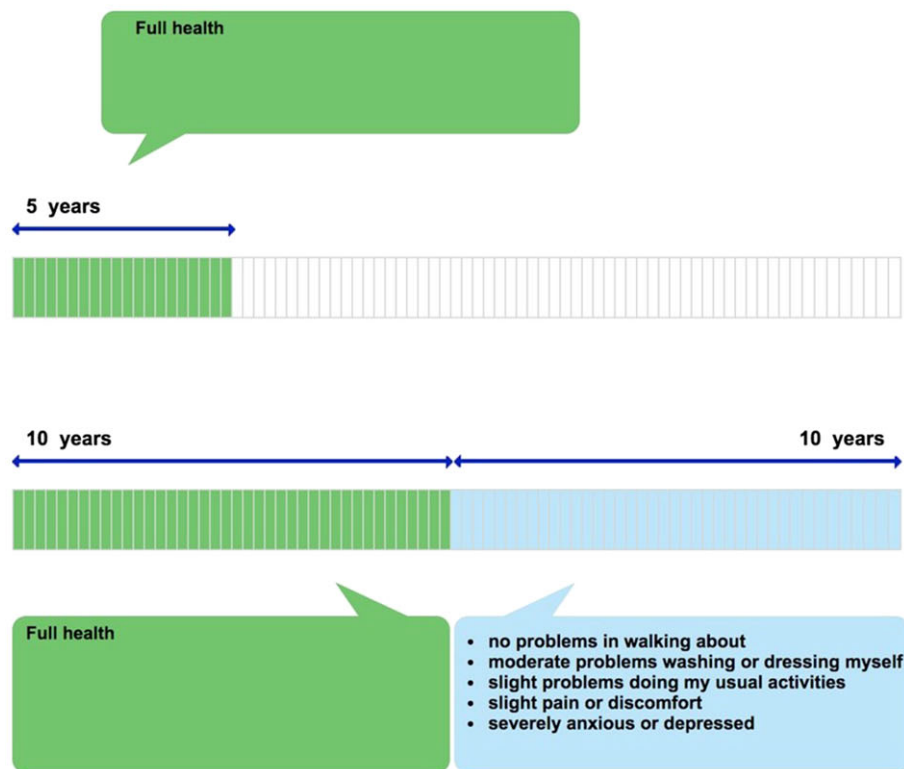 Full health
5 years
10 years
10 years
Full health
• no problems in walking about
• moderate problems washing or dressing myself
• slight problems doing my usual activities
• slight pain or discomfort
• severely anxious or depressed